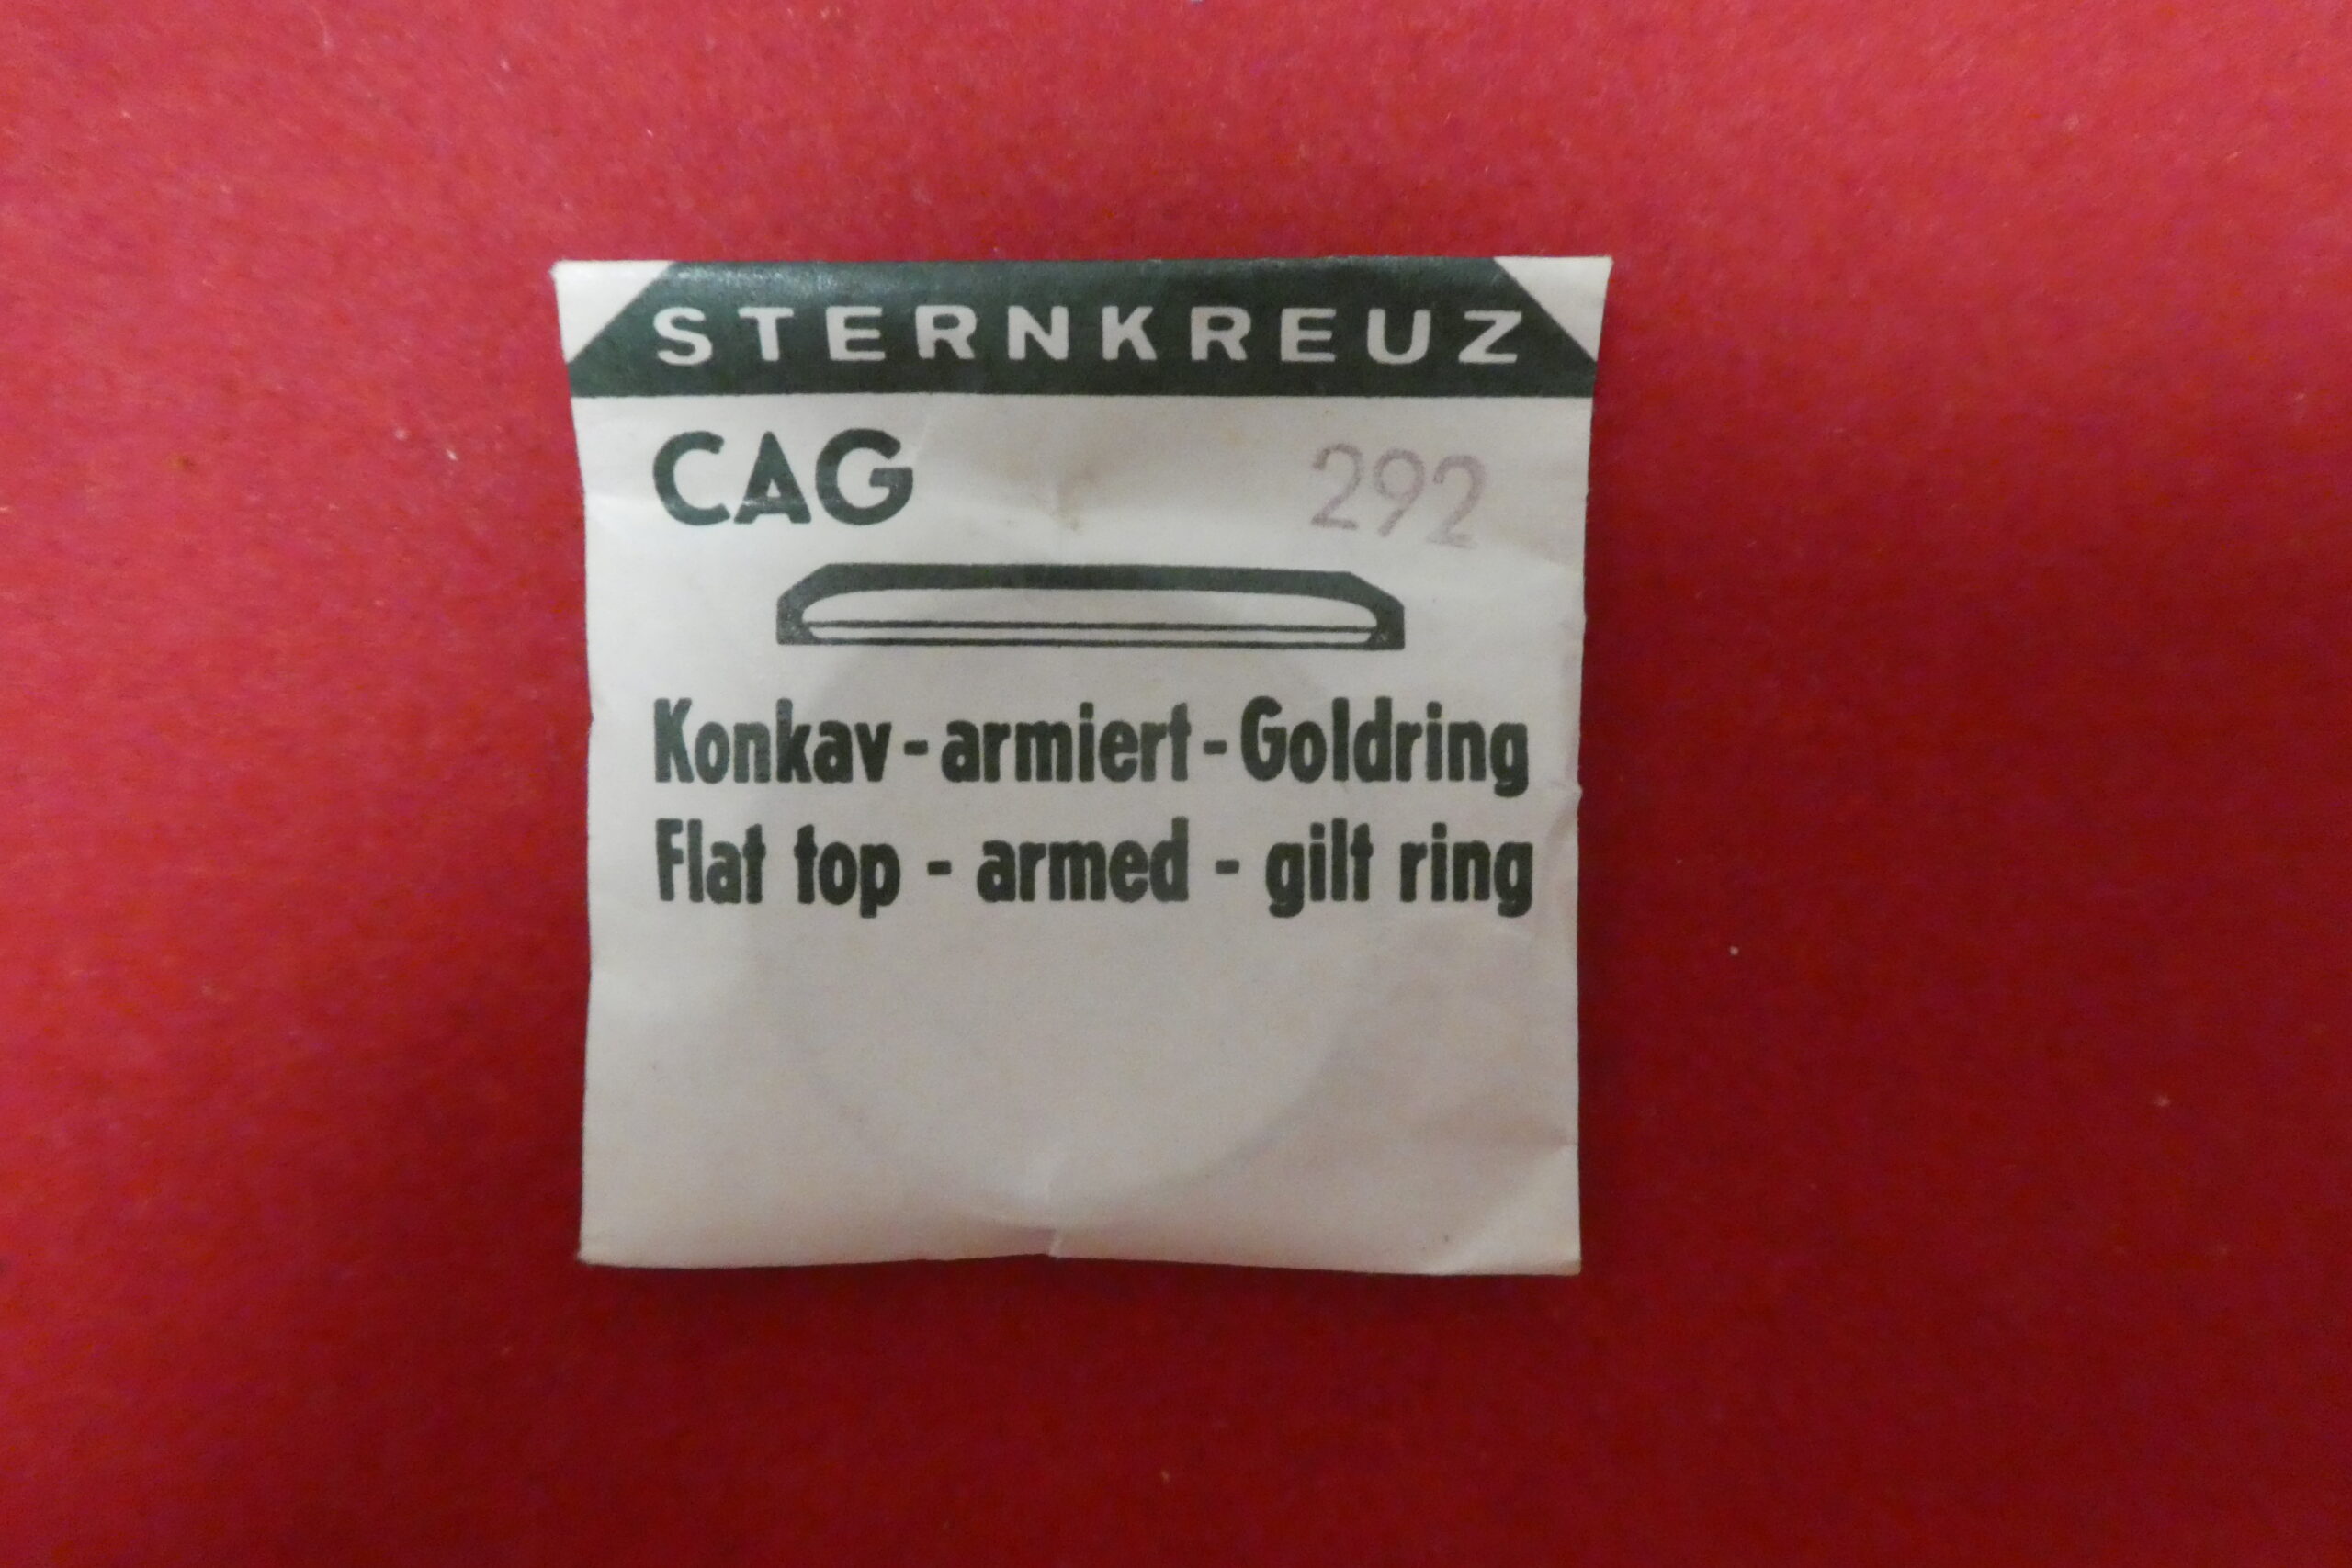 STERNKREUZ
CAG 292
Konkav-armiert-Goldring
Flat top - armed - gilt ring